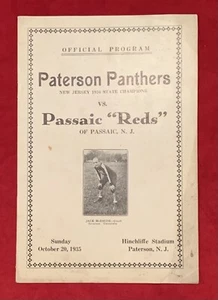 OFFICIAL PROGRAM
Paterson Panthers
NEW JERSEY 1935 STATE CHAMPIONS
VS.
Passaic "Reds"
OF PASSAIC, N. J.
Sunday
October 20, 1935
Hinchliffe Stadium
Paterson, N. J.